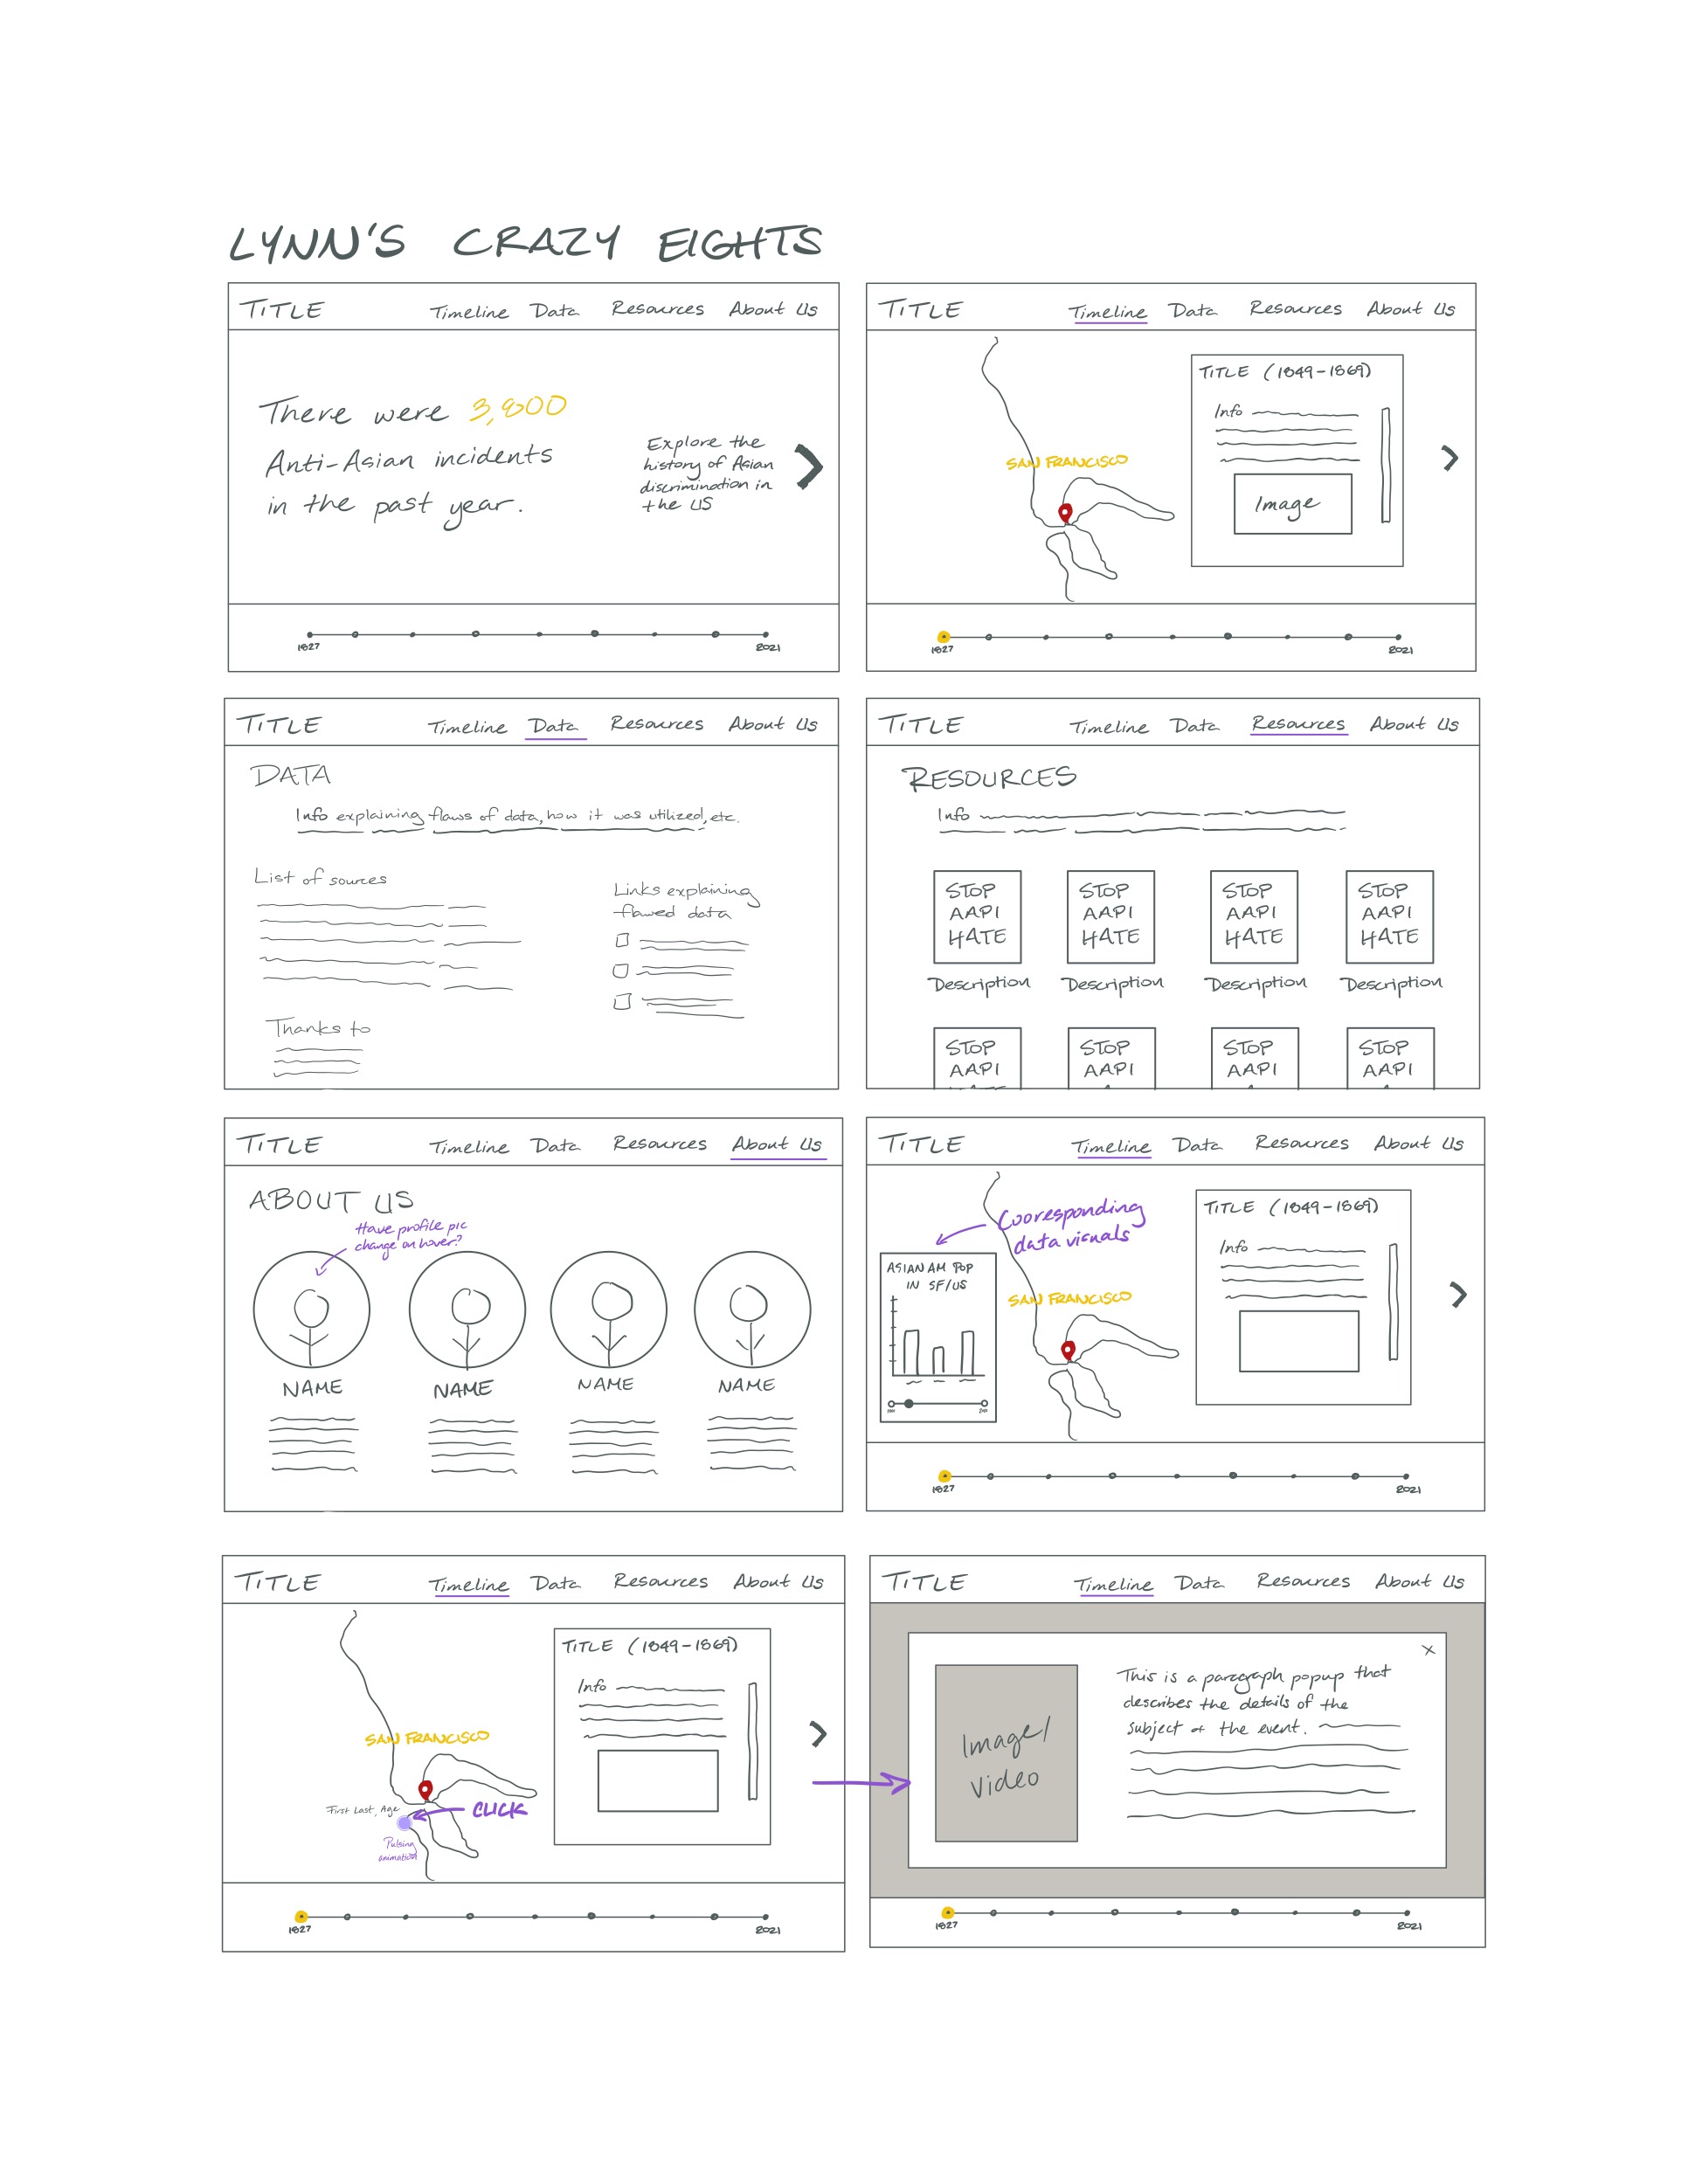 LYNN'S CRAZY EIGHTS
TITLE Timeline Data Resources About Us
There were 3,800
Anti-Asian incidents
in the past year.
Explore the
history of Asian
discrimination in
the US
1827 2021
TITLE Timeline Data Resources About Us
SAN FRANCISCO
TITLE (1849-1869)
Info
Image
1827 2021
TITLE Timeline Data Resources About Us
DATA
Info explaining flaws of data, how it was utilized, etc.
List of sources
Links explaining
flawed data
Thanks to
TITLE Timeline Data Resources About Us
RESOURCES
Info
STOP AAPI HATE
STOP AAPI HATE
STOP AAPI HATE
STOP AAPI HATE
Description Description Description Description
STOP AAPI
STOP AAPI
STOP AAPI
STOP AAPI
TITLE Timeline Data Resources About Us
ABOUT US
Have profile pic
change on hover?
NAME NAME NAME NAME
TITLE Timeline Data Resources About Us
Cooresponding
data visuals
ASIAN AM POP
IN SF/US
SAN FRANCISCO
TITLE (1849-1869)
Info
1827 2021
TITLE Timeline Data Resources About Us
SAN FRANCISCO
First Last, Age
CLICK
Pulsing
animation
TITLE (1849-1869)
Info
1827 2021
TITLE Timeline Data Resources About Us
Image/
Video
X
This is a paragraph popup that
describes the details of the
subject of the event.
1827 2021